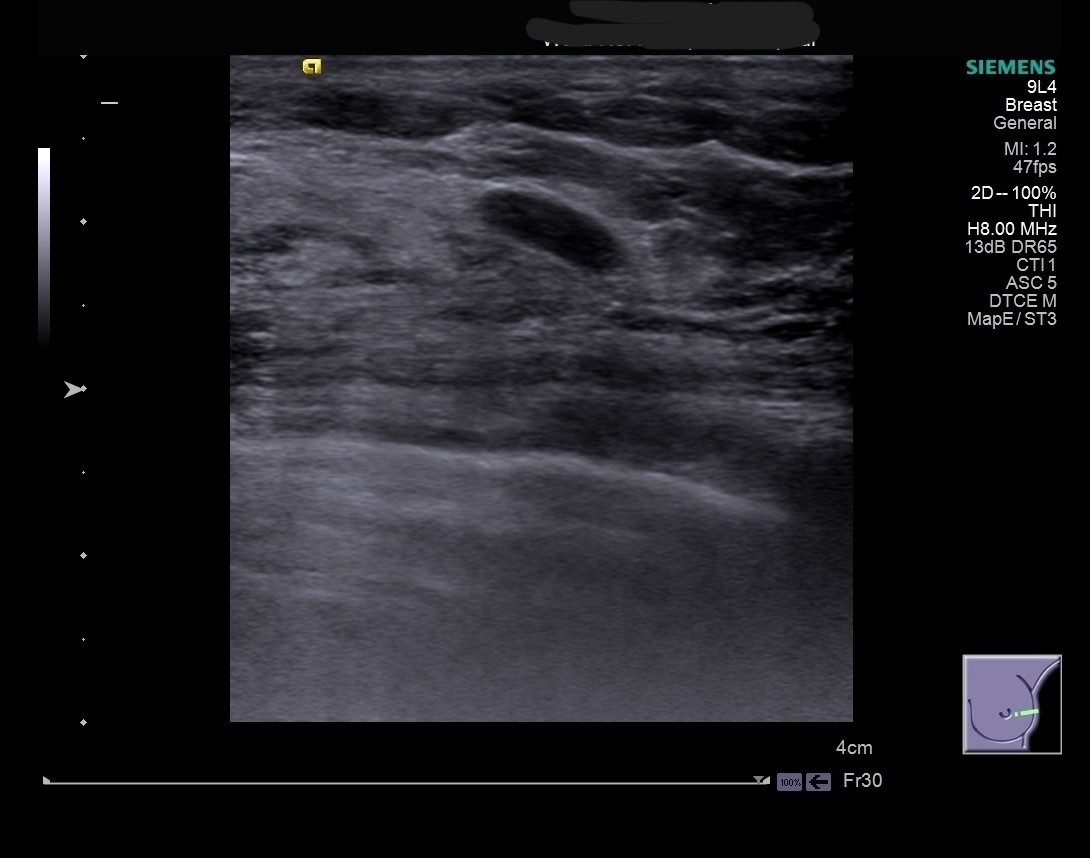 SIEMENS
9L4
Breast
General
MI: 1.2
47fps
2D--100%
THI
H8.00 MHz
13dB DR65
CTI 1
ASC 5
DTCE M
MapE / ST3
4cm
100%
Fr30